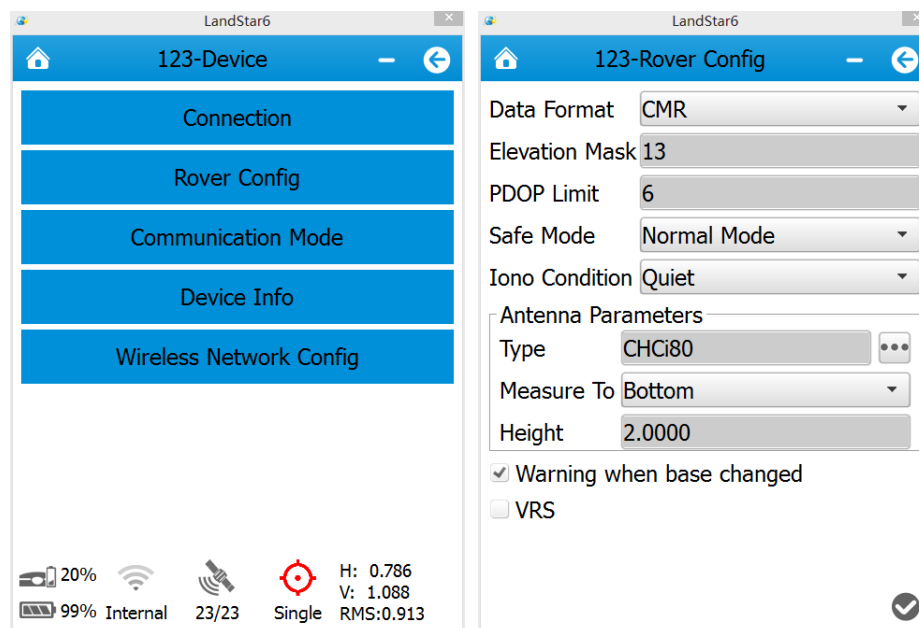 LandStar6
123-Device
Connection
Rover Config
Communication Mode
Device Info
Wireless Network Config
20%
99%
Internal
23/23
Single
H: 0.786
V: 1.088
RMS:0.913
LandStar6
123-Rover Config
Data Format CMR
Elevation Mask 13
PDOP Limit 6
Safe Mode Normal Mode
Iono Condition Quiet
Antenna Parameters
Type CHCi80
Measure To Bottom
Height 2.0000
Warning when base changed
VRS